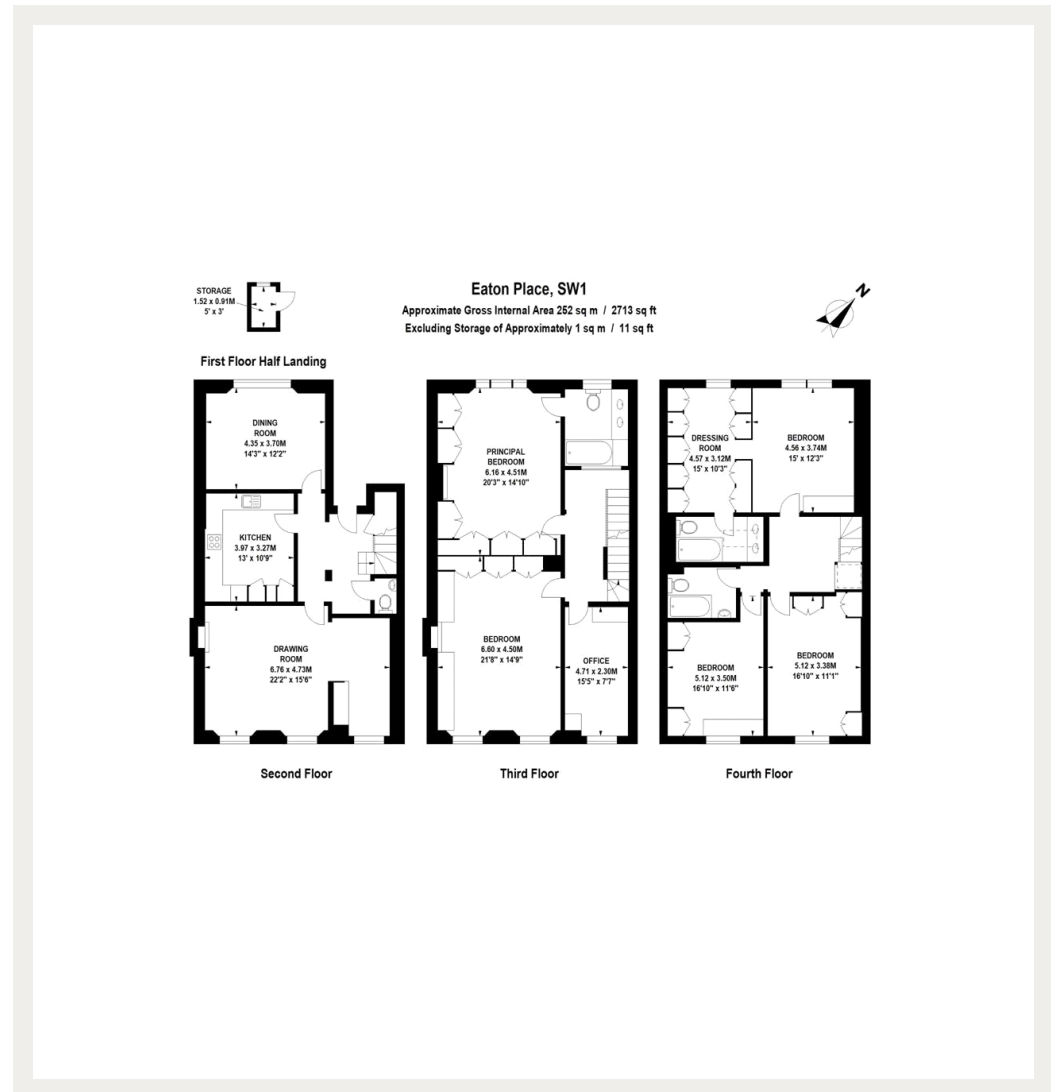 Eaton Place, SW1
Approximate Gross Internal Area 252 sq m / 2713 sq ft
Excluding Storage of Approximately 1 sq m / 11 sq ft
N
STORAGE
1.52 x 0.91M
5' x 3'
First Floor Half Landing
DINING
ROOM
4.35 x 3.70M
14'3" x 12'2"
KITCHEN
3.97 x 3.27M
13' x 10'9"
DRAWING
ROOM
6.76 x 4.73M
22'2" x 15'6"
Second Floor
PRINCIPAL
BEDROOM
6.16 x 4.51M
20'3" x 14'10"
BEDROOM
6.60 x 4.50M
21'8" x 14'9"
OFFICE
4.71 x 2.30M
15'5" x 7'7"
Third Floor
DRESSING
ROOM
4.57 x 3.12M
15' x 10'3"
BEDROOM
4.56 x 3.74M
15' x 12'3"
BEDROOM
5.12 x 3.50M
16'10" x 11'6"
BEDROOM
5.12 x 3.38M
16'10" x 11'1"
Fourth Floor